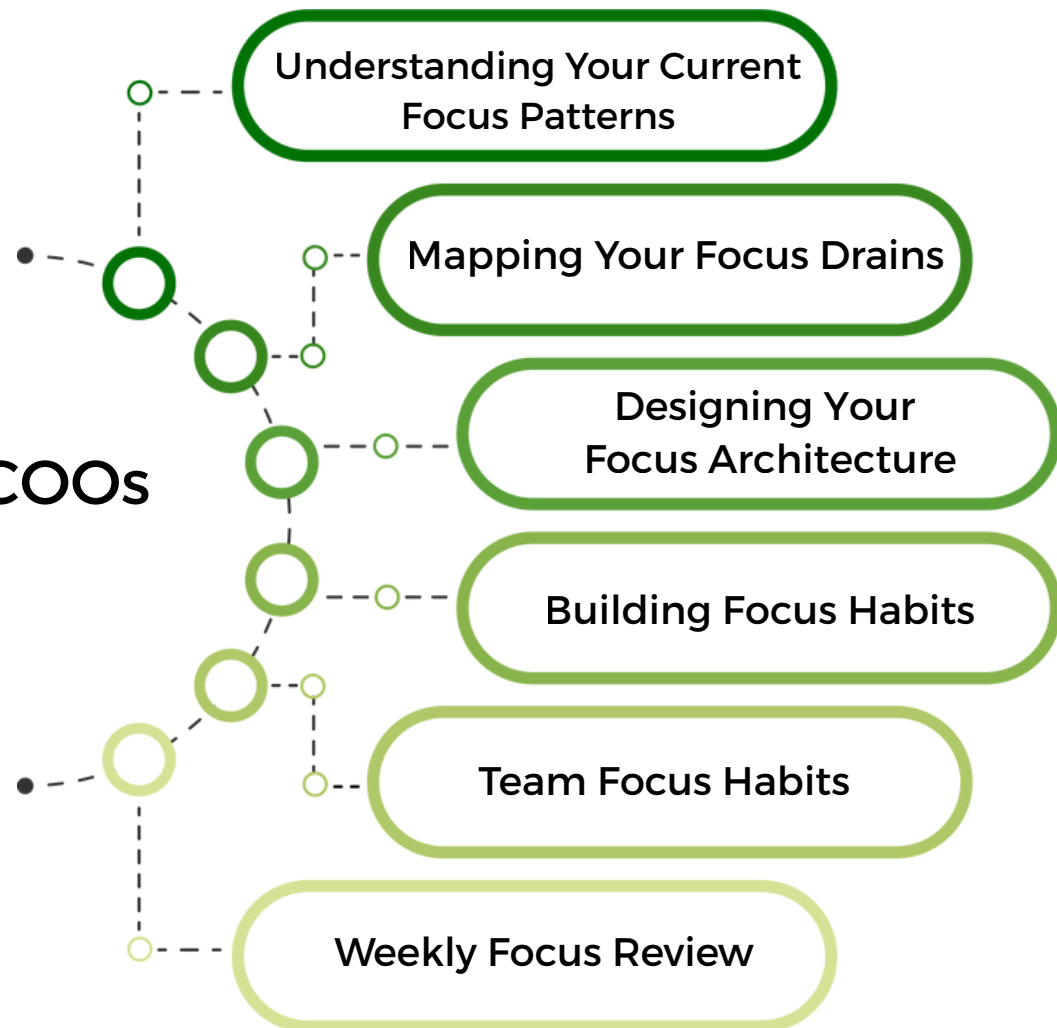 Understanding Your Current
Focus Patterns
Mapping Your Focus Drains
Designing Your
Focus Architecture
COOs
Building Focus Habits
Team Focus Habits
Weekly Focus Review